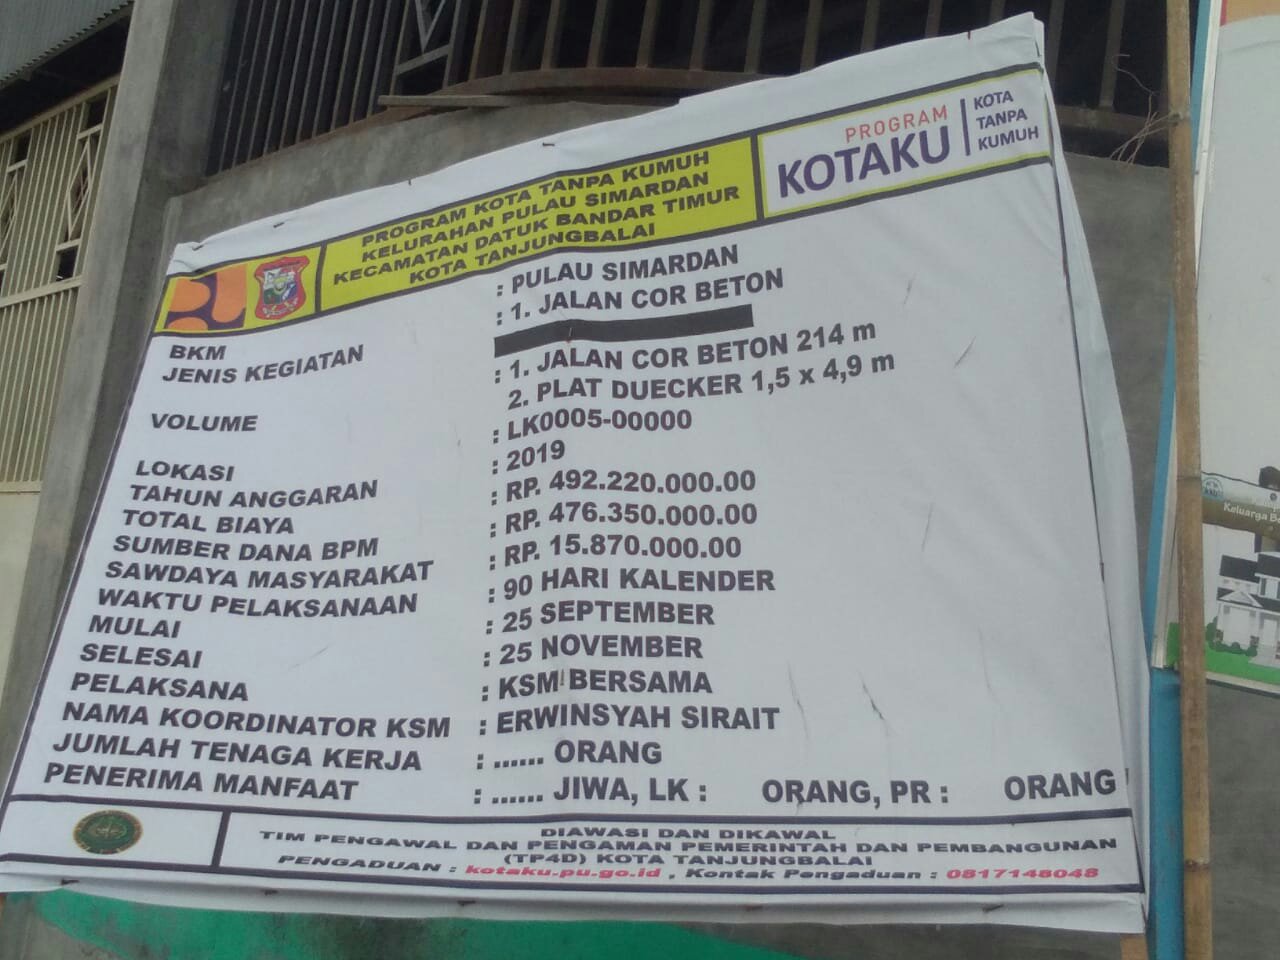 PROGRAM KOTA TANPA KUMUH
KELURAHAN PULAU SIMARDAN
KECAMATAN DATUK BANDAR TIMUR
KOTA TANJUNGBALAI
PROGRAM
KOTAKU
KOTA
TANPA
KUMUH
BKM : PULAU SIMARDAN
JENIS KEGIATAN : 1. JALAN COR BETON
VOLUME : 1. JALAN COR BETON 214 m
2. PLAT DUECKER 1,5 x 4,9 m
LOKASI : LK0005-00000
TAHUN ANGGARAN : 2019
TOTAL BIAYA : RP. 492.220.000.00
SUMBER DANA BPM : RP. 476.350.000.00
SAWDAYA MASYARAKAT : RP. 15.870.000.00
WAKTU PELAKSANAAN : 90 HARI KALENDER
MULAI : 25 SEPTEMBER
SELESAI : 25 NOVEMBER
PELAKSANA : KSM BERSAMA
NAMA KOORDINATOR KSM : ERWINSYAH SIRAIT
JUMLAH TENAGA KERJA : ...... ORANG
PENERIMA MANFAAT : ...... JIWA, LK : ORANG, PR : ORANG
DIAWASI DAN DIKAWAL
TIM PENGAWAL DAN PENGAMAN PEMERINTAH DAN PEMBANGUNAN
(TP4D) KOTA TANJUNGBALAI
PENGADUAN : kotaku.pu.go.id , Kontak Pengaduan : 0817148048
Keluarga